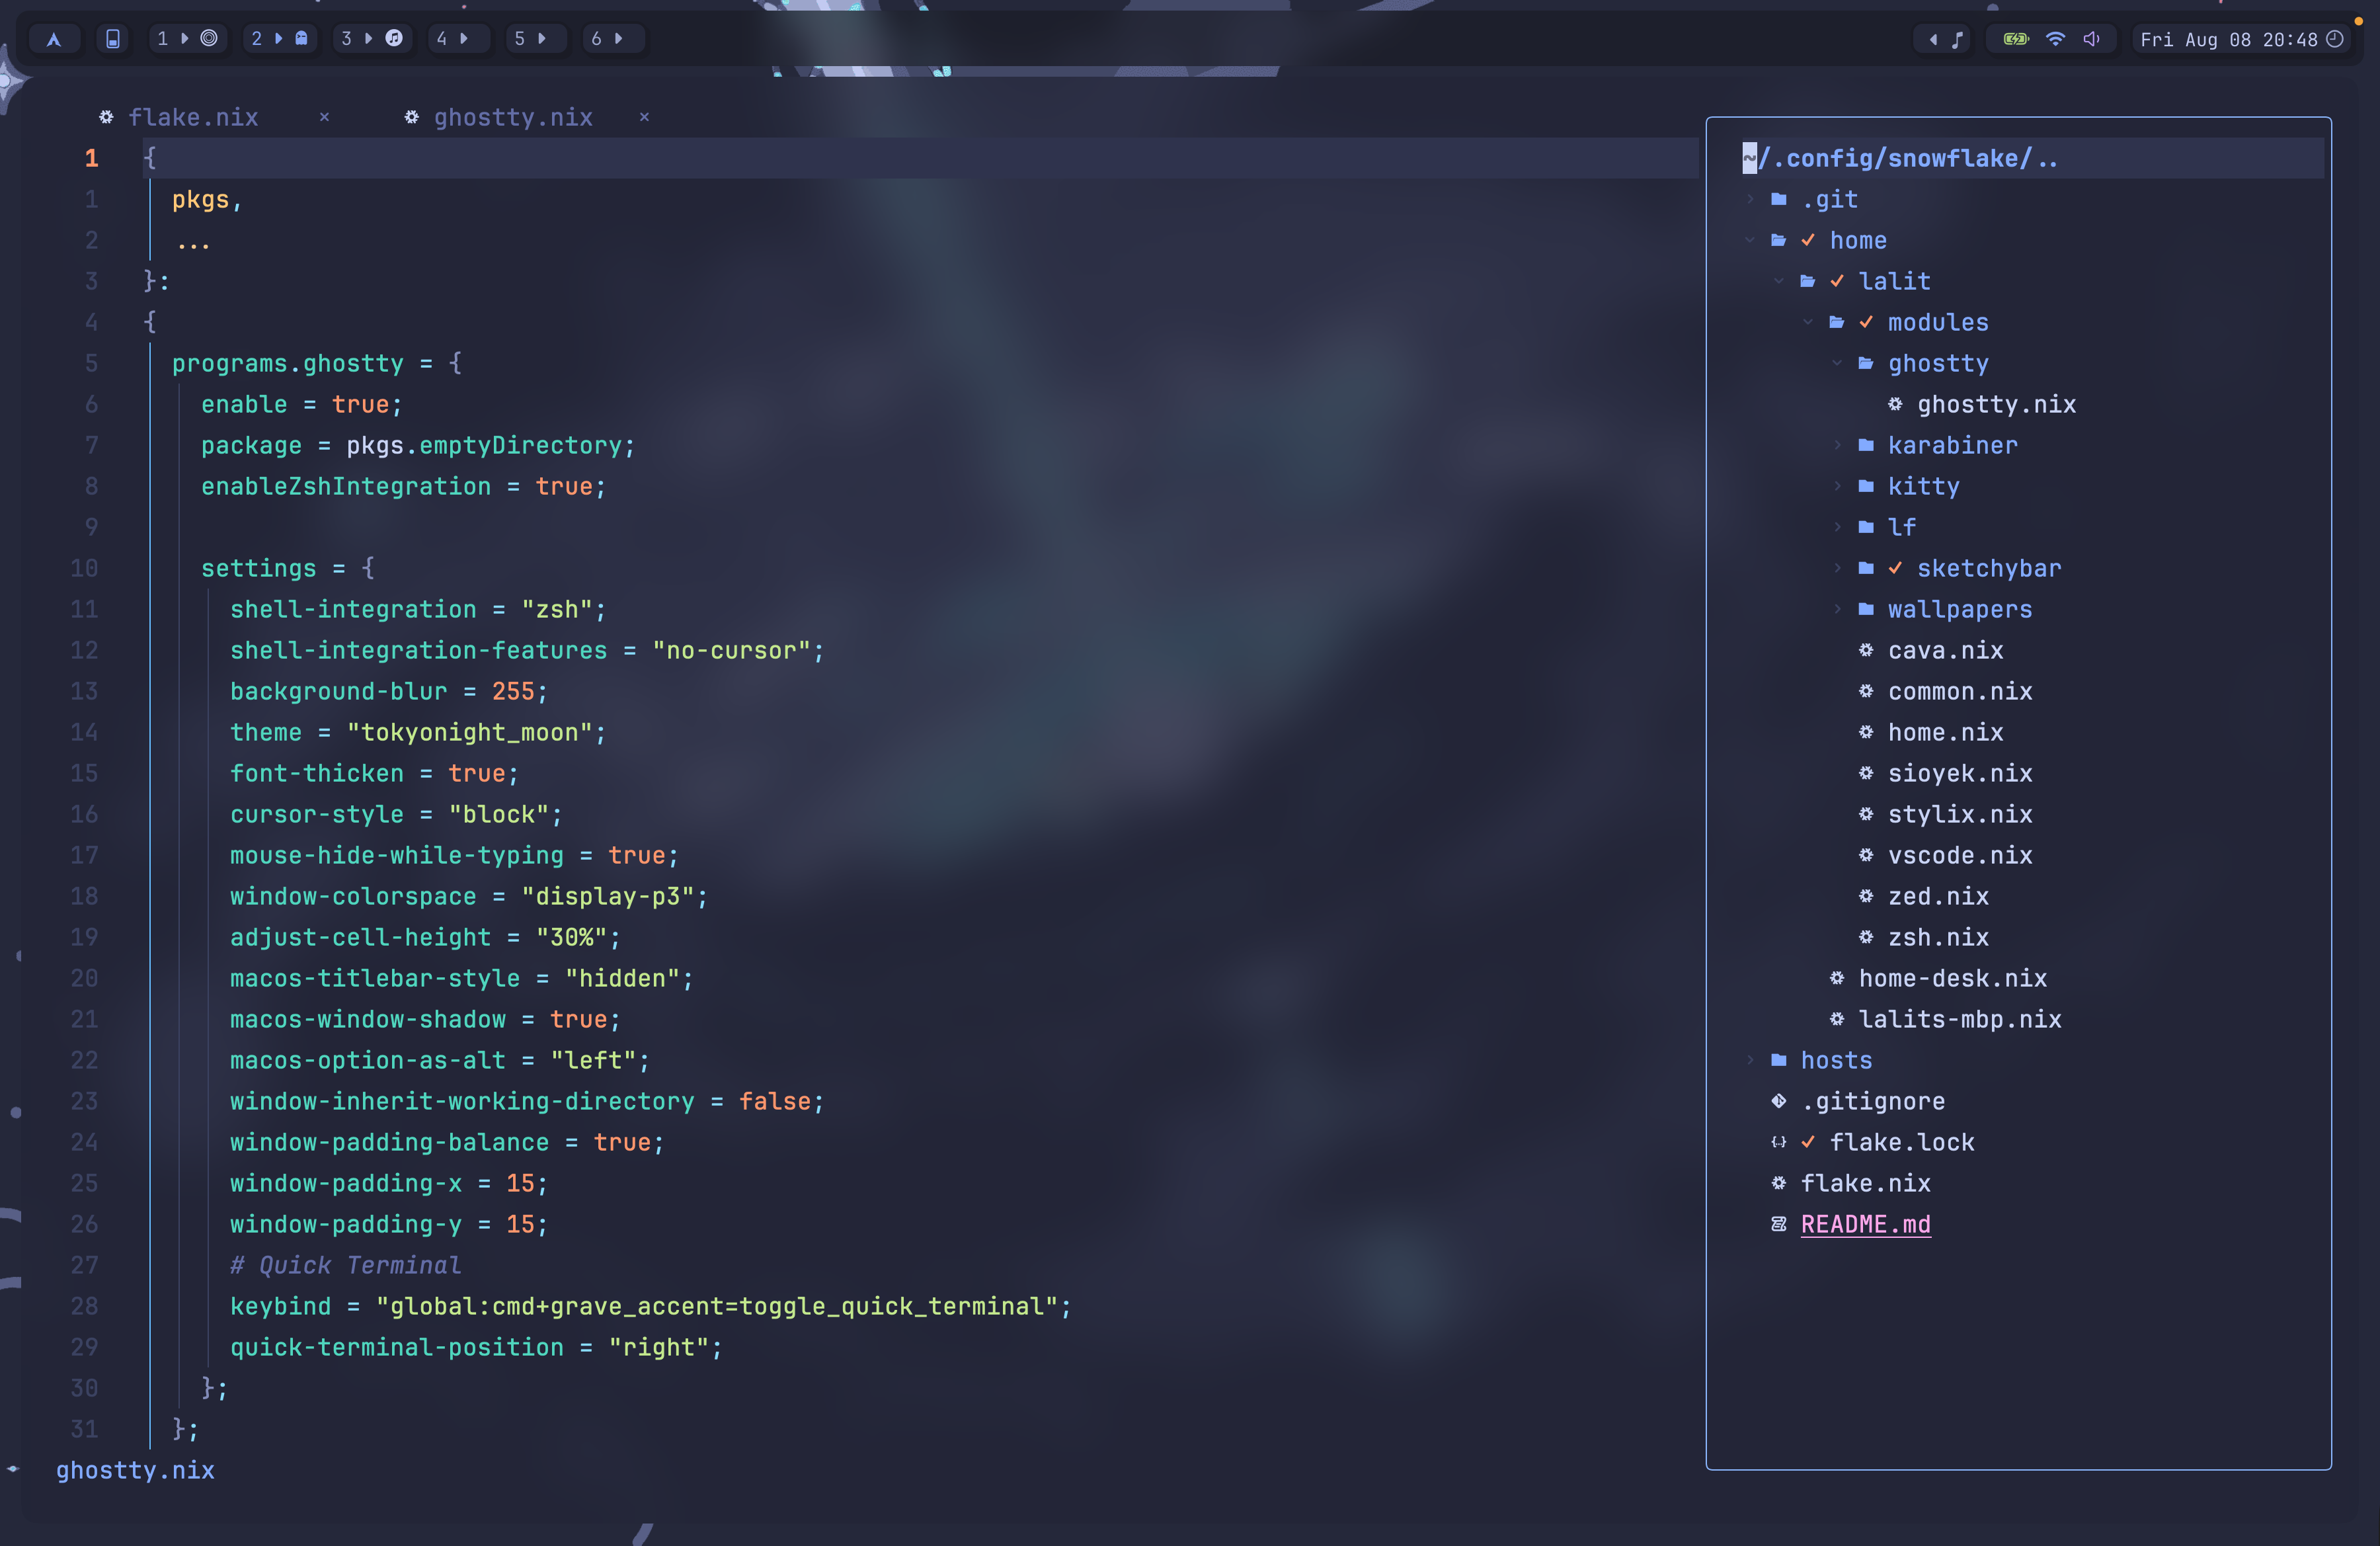 1 2 3 4 5 6 Fri Aug 08 20:48
flake.nix × ghostty.nix ×
1 {
1 pkgs,
2 ...
3 }:
4 {
5 programs.ghostty = {
6 enable = true;
7 package = pkgs.emptyDirectory;
8 enableZshIntegration = true;
9
10 settings = {
11 shell-integration = "zsh";
12 shell-integration-features = "no-cursor";
13 background-blur = 255;
14 theme = "tokyonight_moon";
15 font-thicken = true;
16 cursor-style = "block";
17 mouse-hide-while-typing = true;
18 window-colorspace = "display-p3";
19 adjust-cell-height = "30%";
20 macos-titlebar-style = "hidden";
21 macos-window-shadow = true;
22 macos-option-as-alt = "left";
23 window-inherit-working-directory = false;
24 window-padding-balance = true;
25 window-padding-x = 15;
26 window-padding-y = 15;
27 # Quick Terminal
28 keybind = "global:cmd+grave_accent=toggle_quick_terminal";
29 quick-terminal-position = "right";
30 };
31 };
ghostty.nix
~/.config/snowflake/..
.git
home
lalit
modules
ghostty
ghostty.nix
karabiner
kitty
lf
sketchybar
wallpapers
cava.nix
common.nix
home.nix
sioyek.nix
stylix.nix
vscode.nix
zed.nix
zsh.nix
home-desk.nix
lalits-mbp.nix
hosts
.gitignore
flake.lock
flake.nix
README.md